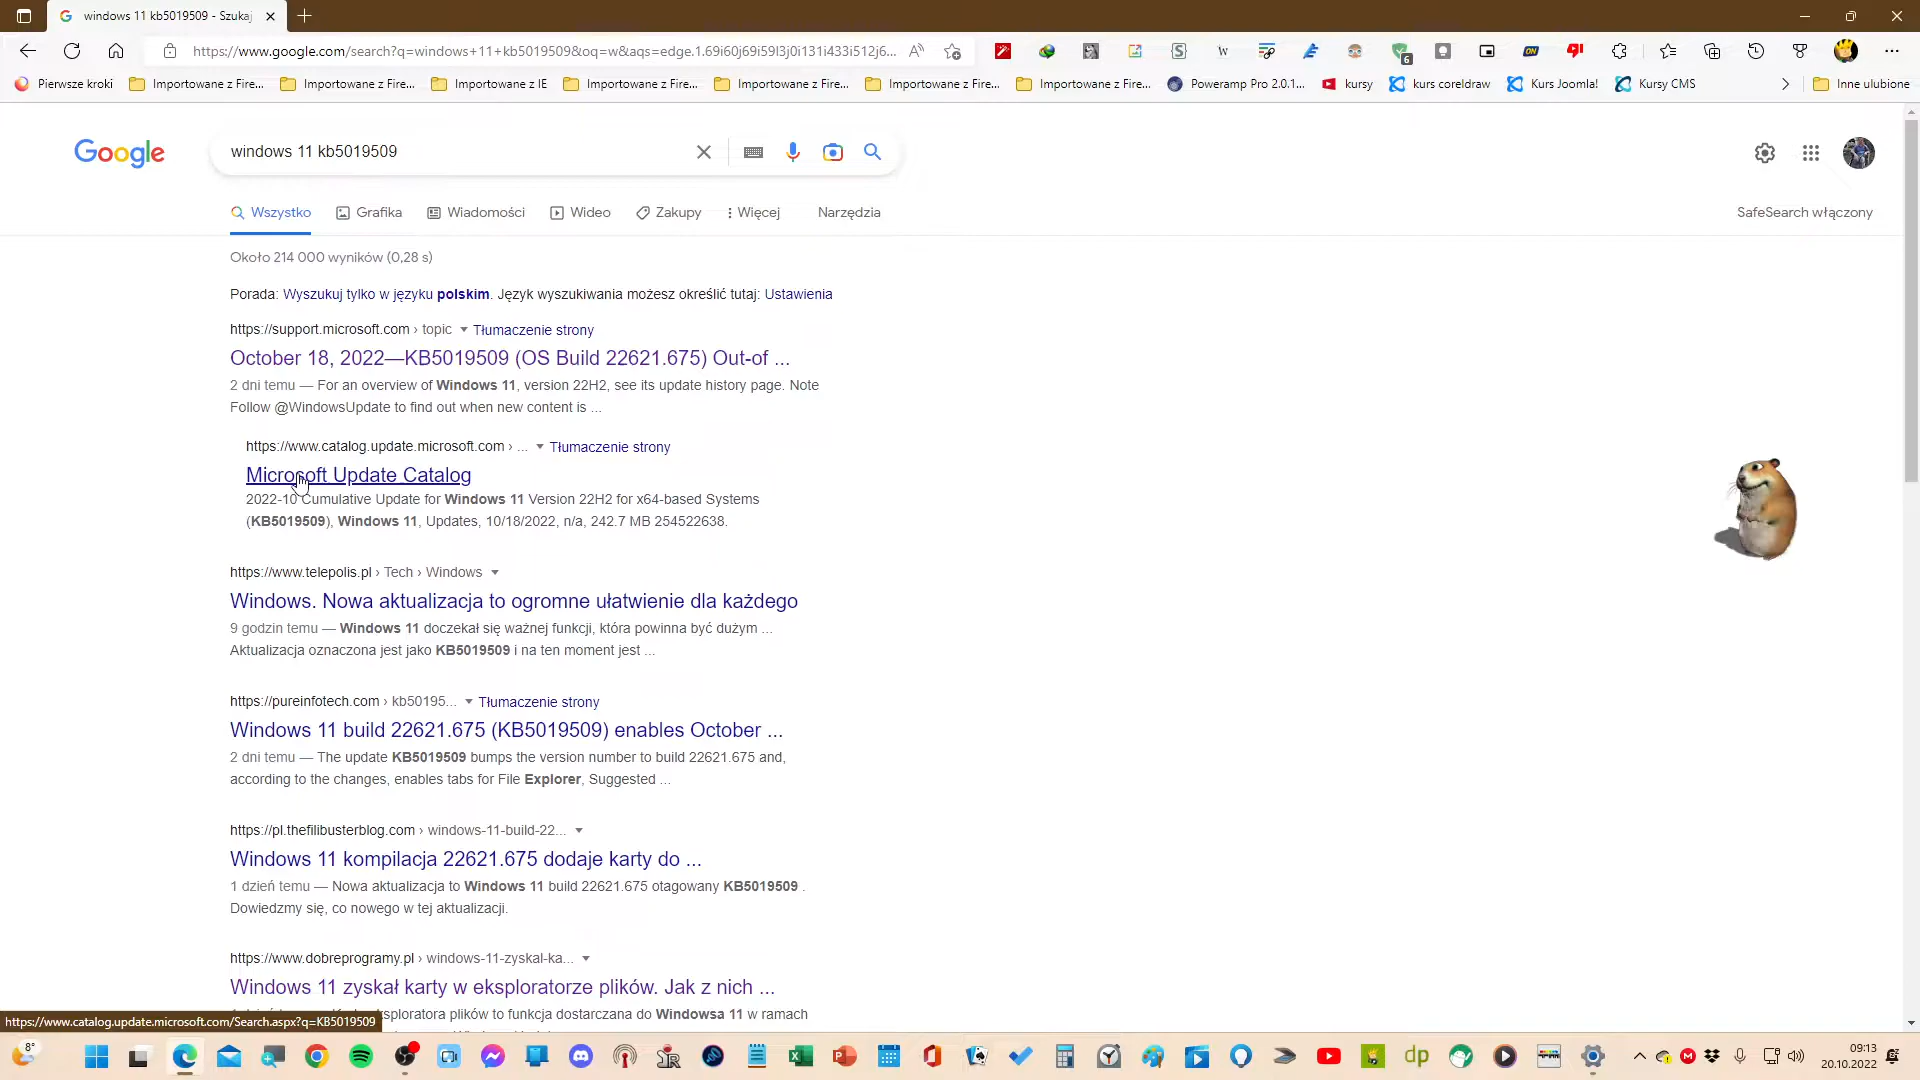 windows 11 kb5019509 - Szukaj
https://www.google.com/search?q=windows+11+kb5019509&oq=w&aqs=edge.1.69i60j69i59l3j0i131i433i512j6...
Pierwsze kroki
Importowane z Fire...
Importowane z Fire...
Importowane z IE
Importowane z Fire...
Importowane z Fire...
Importowane z Fire...
Importowane z Fire...
Poweramp Pro 2.0.1...
kursy
kurs coreldraw
Kurs Joomla!
Kursy CMS
Inne ulubione
Google
windows 11 kb5019509
Wszystko
Grafika
Wiadomości
Wideo
Zakupy
Więcej
Narzędzia
SafeSearch włączony
Około 214 000 wyników (0,28 s)
Porada: Wyszukuj tylko w języku polskim. Język wyszukiwania możesz określić tutaj: Ustawienia
https://support.microsoft.com › topic Tłumaczenie strony
October 18, 2022—KB5019509 (OS Build 22621.675) Out-of ...
2 dni temu — For an overview of Windows 11, version 22H2, see its update history page. Note
Follow @WindowsUpdate to find out when new content is ...
https://www.catalog.update.microsoft.com › ... Tłumaczenie strony
Microsoft Update Catalog
2022-10 Cumulative Update for Windows 11 Version 22H2 for x64-based Systems
(KB5019509), Windows 11, Updates, 10/18/2022, n/a, 242.7 MB 254522638.
https://www.telepolis.pl › Tech › Windows
Windows. Nowa aktualizacja to ogromne ułatwienie dla każdego
9 godzin temu — Windows 11 doczekał się ważnej funkcji, która powinna być dużym ...
Aktualizacja oznaczona jest jako KB5019509 i na ten moment jest ...
https://pureinfotech.com › kb50195... Tłumaczenie strony
Windows 11 build 22621.675 (KB5019509) enables October ...
2 dni temu — The update KB5019509 bumps the version number to build 22621.675 and,
according to the changes, enables tabs for File Explorer, Suggested ...
https://pl.thefilibusterblog.com › windows-11-build-22...
Windows 11 kompilacja 22621.675 dodaje karty do ...
1 dzień temu — Nowa aktualizacja to Windows 11 build 22621.675 otagowany KB5019509 .
Dowiedzmy się, co nowego w tej aktualizacji.
https://www.dobreprogramy.pl › windows-11-zyskal-ka...
Windows 11 zyskał karty w eksploratorze plików. Jak z nich ...
ksploratora plików to funkcja dostarczana do Windowsa 11 w ramach
https://www.catalog.update.microsoft.com/Search.aspx?q=KB5019509
8°
09:13
20.10.2022